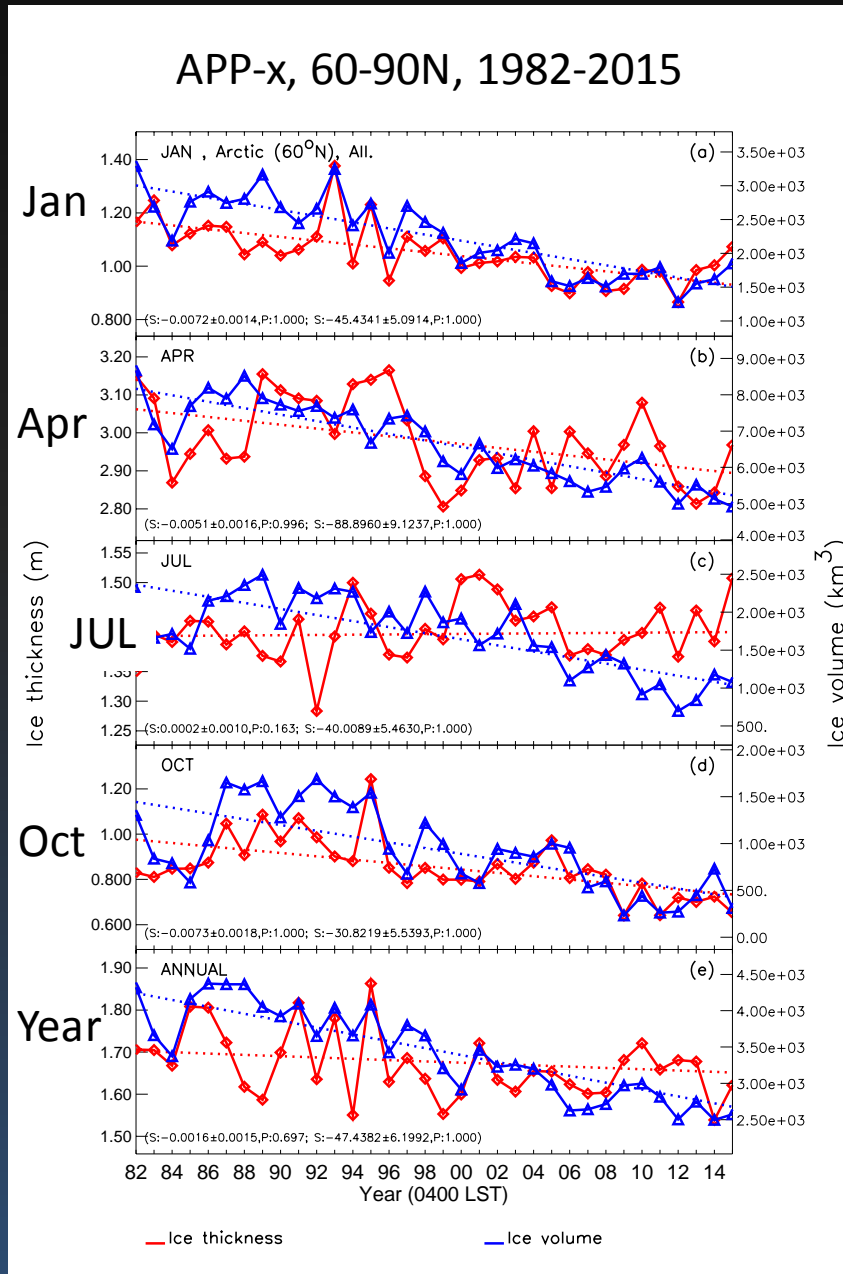 APP-x, 60-90N, 1982-2015
Jan
JAN , Arctic (60°N), All.
(a)
1.40
1.20
1.00
0.800
3.50e+03
3.00e+03
2.50e+03
2.00e+03
1.50e+03
1.00e+03
(S:-0.0072±0.0014,P:1.000; S:-45.4341±5.0914,P:1.000)
Apr
APR
(b)
3.20
3.10
3.00
2.90
2.80
9.00e+03
8.00e+03
7.00e+03
6.00e+03
5.00e+03
4.00e+03
(S:-0.0051±0.0016,P:0.996; S:-88.8960±9.1237,P:1.000)
Ice thickness (m)
Ice volume (km³)
JUL
JUL
(c)
1.55
1.50
1.35
1.30
1.25
2.50e+03
2.00e+03
1.50e+03
1.00e+03
500.
(S:0.0002±0.0010,P:0.163; S:-40.0089±5.4630,P:1.000)
Oct
OCT
(d)
1.20
1.00
0.800
0.600
2.00e+03
1.50e+03
1.00e+03
500.
0.00
(S:-0.0073±0.0018,P:1.000; S:-30.8219±5.5393,P:1.000)
Year
ANNUAL
(e)
1.90
1.80
1.70
1.60
1.50
4.50e+03
4.00e+03
3.50e+03
3.00e+03
2.50e+03
(S:-0.0016±0.0015,P:0.697; S:-47.4382±6.1992,P:1.000)
82 84 86 88 90 92 94 96 98 00 02 04 06 08 10 12 14
Year (0400 LST)
Ice thickness
Ice volume